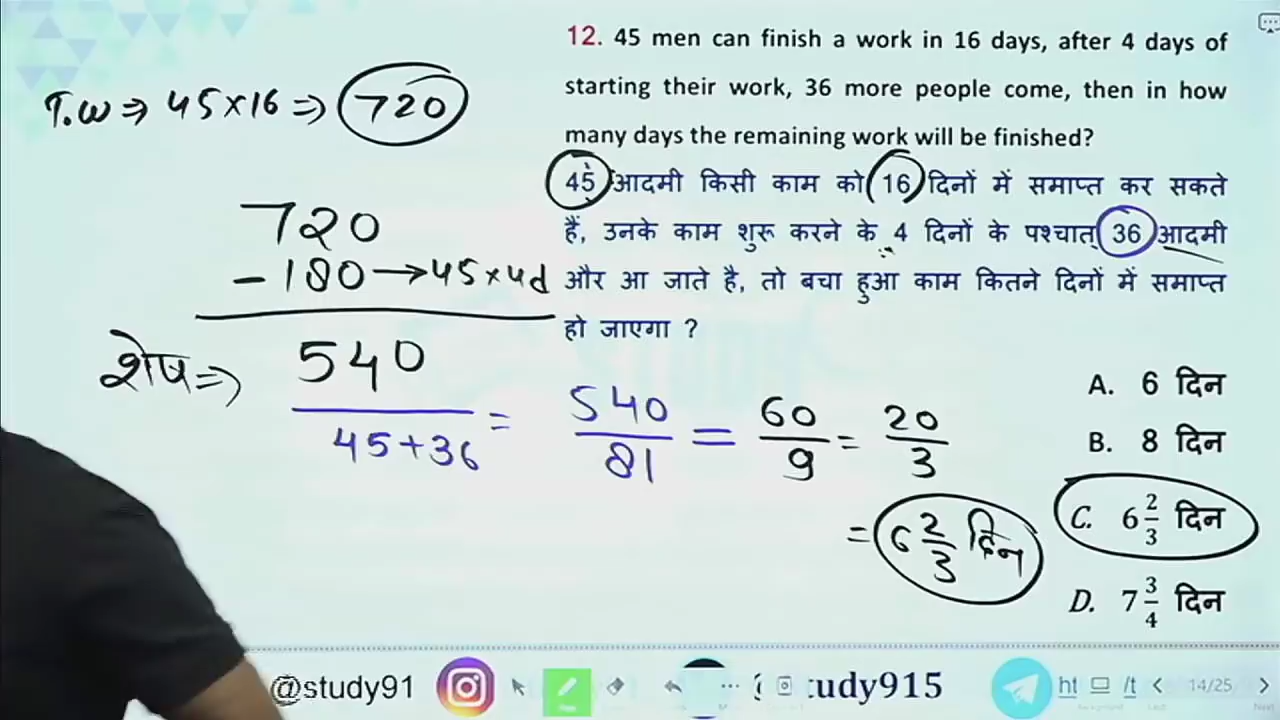 12. 45 men can finish a work in 16 days, after 4 days of
starting their work, 36 more people come, then in how
many days the remaining work will be finished?
45 आदमी किसी काम को 16 दिनों में समाप्त कर सकते
हैं, उनके काम शुरू करने के 4 दिनों के पश्चात् 36 आदमी
और आ जाते है, तो बचा हुआ काम कितने दिनों में समाप्त
हो जाएगा ?
A. 6 दिन
B. 8 दिन
C. 6 2/3 दिन
D. 7 3/4 दिन
T.W ⇒ 45×16 ⇒ 720
720
- 180 → 45×4d
शेष ⇒ 540
45+36
= 540/81 = 60/9 = 20/3
= 6 2/3 दिन
@study91
tudy915
ht
/t
14/25